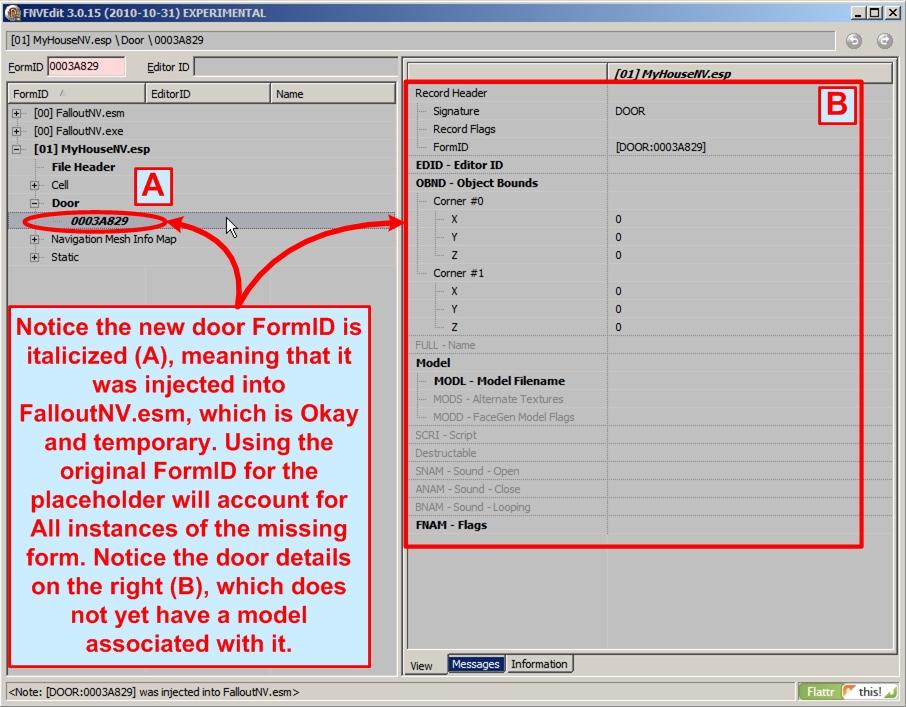 FNVEdit 3.0.15 (2010-10-31) EXPERIMENTAL
[01] MyHouseNV.esp \Door \0003A829
FormID 0003A829 Editor ID
FormID EditorID Name
[00] FalloutNV.esm
[00] FalloutNV.exe
[01] MyHouseNV.esp
File Header
Cell
Door
0003A829
Navigation Mesh Info Map
Static
A
Notice the new door FormID is
italicized (A), meaning that it
was injected into
FalloutNV.esm, which is Okay
and temporary. Using the
original FormID for the
placeholder will account for
All instances of the missing
form. Notice the door details
on the right (B), which does
not yet have a model
associated with it.
[01] MyHouseNV.esp
B
Record Header
Signature DOOR
Record Flags
FormID [DOOR:0003A829]
EDID - Editor ID
OBND - Object Bounds
Corner #0
X 0
Y 0
Z 0
Corner #1
X 0
Y 0
Z 0
FULL - Name
Model
MODL - Model Filename
MODS - Alternate Textures
MODD - FaceGen Model Flags
SCRI - Script
Destructable
SNAM - Sound - Open
ANAM - Sound - Close
BNAM - Sound - Looping
FNAM - Flags
View Messages Information
<Note: [DOOR:0003A829] was injected into FalloutNV.esm>
Flattr this!